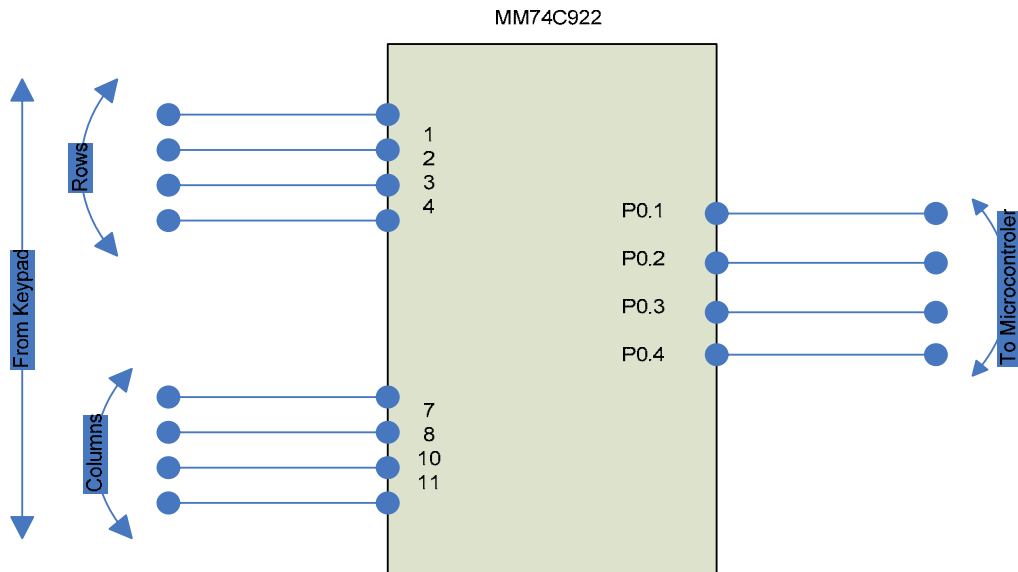 MM74C922
From Keypad
Rows
1
2
3
4
Columns
7
8
10
11
P0.1
P0.2
P0.3
P0.4
To Microcontroler